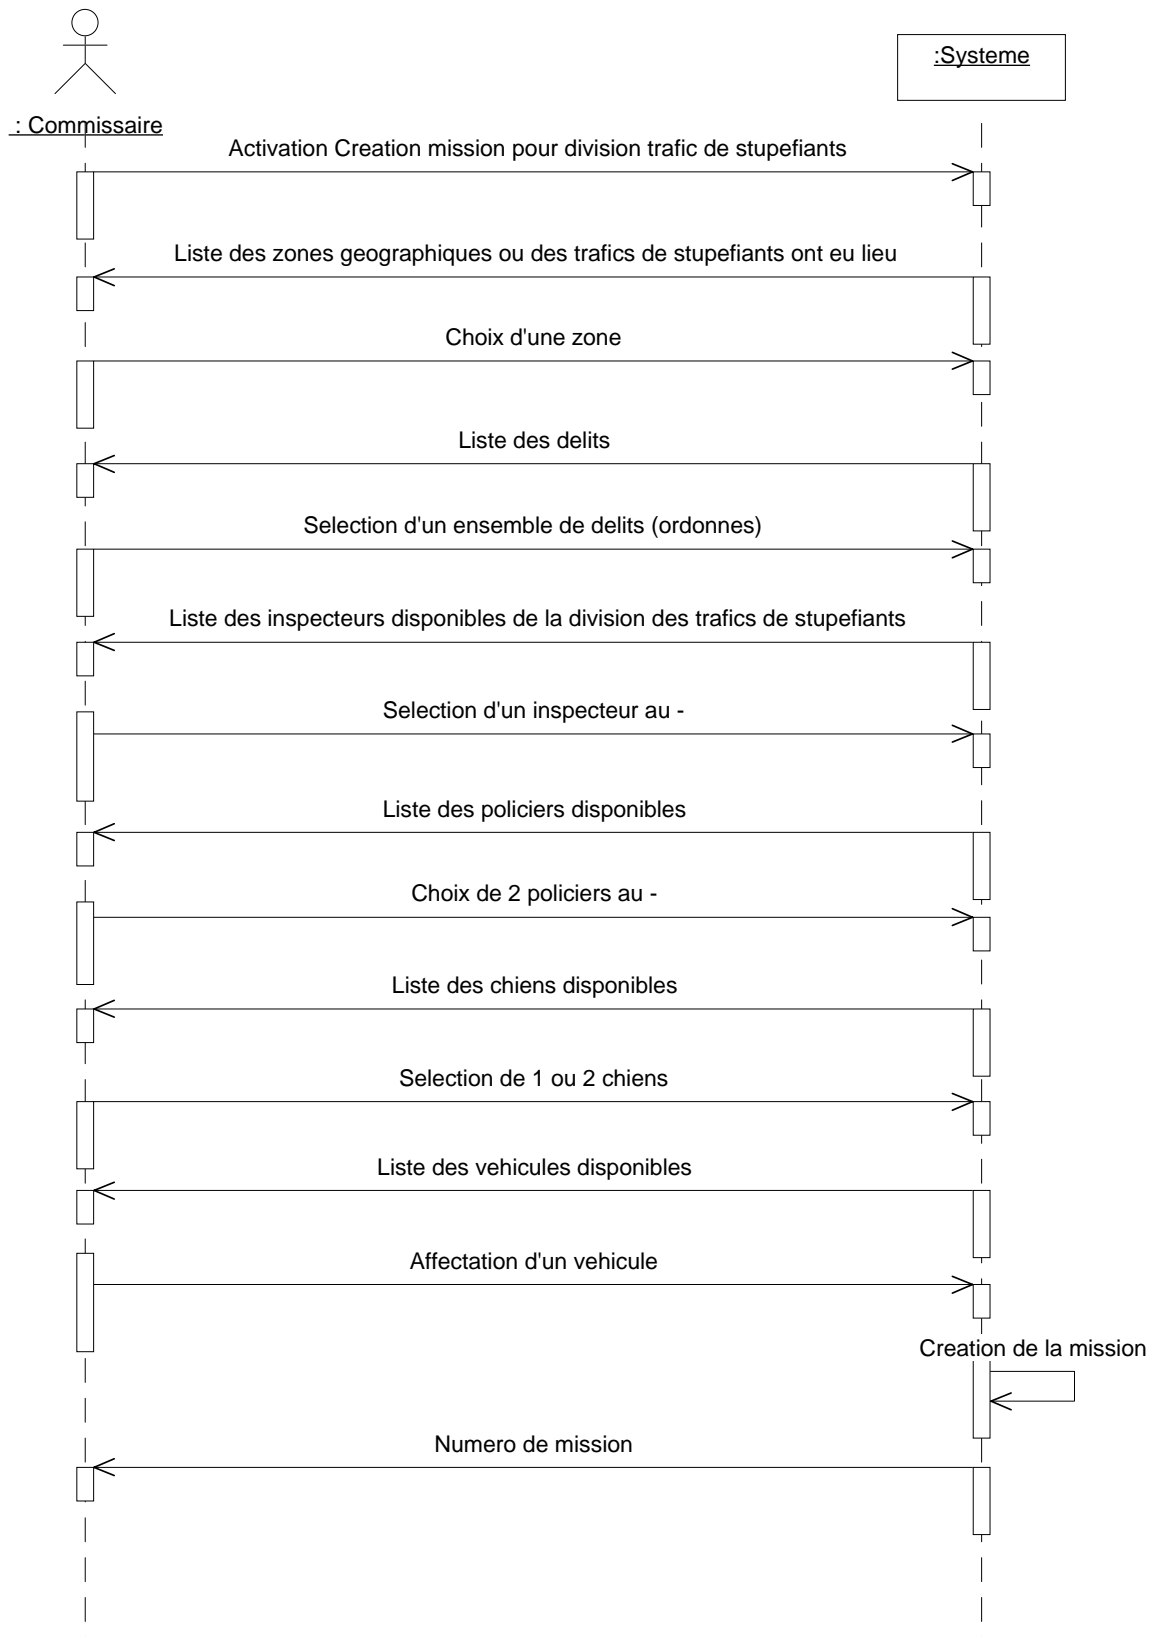 :Systeme
: Commissaire
Activation Creation mission pour division trafic de stupefiants
Liste des zones geographiques ou des trafics de stupefiants ont eu lieu
Choix d'une zone
Liste des delits
Selection d'un ensemble de delits (ordonnes)
Liste des inspecteurs disponibles de la division des trafics de stupefiants
Selection d'un inspecteur au -
Liste des policiers disponibles
Choix de 2 policiers au -
Liste des chiens disponibles
Selection de 1 ou 2 chiens
Liste des vehicules disponibles
Affectation d'un vehicule
Creation de la mission
Numero de mission